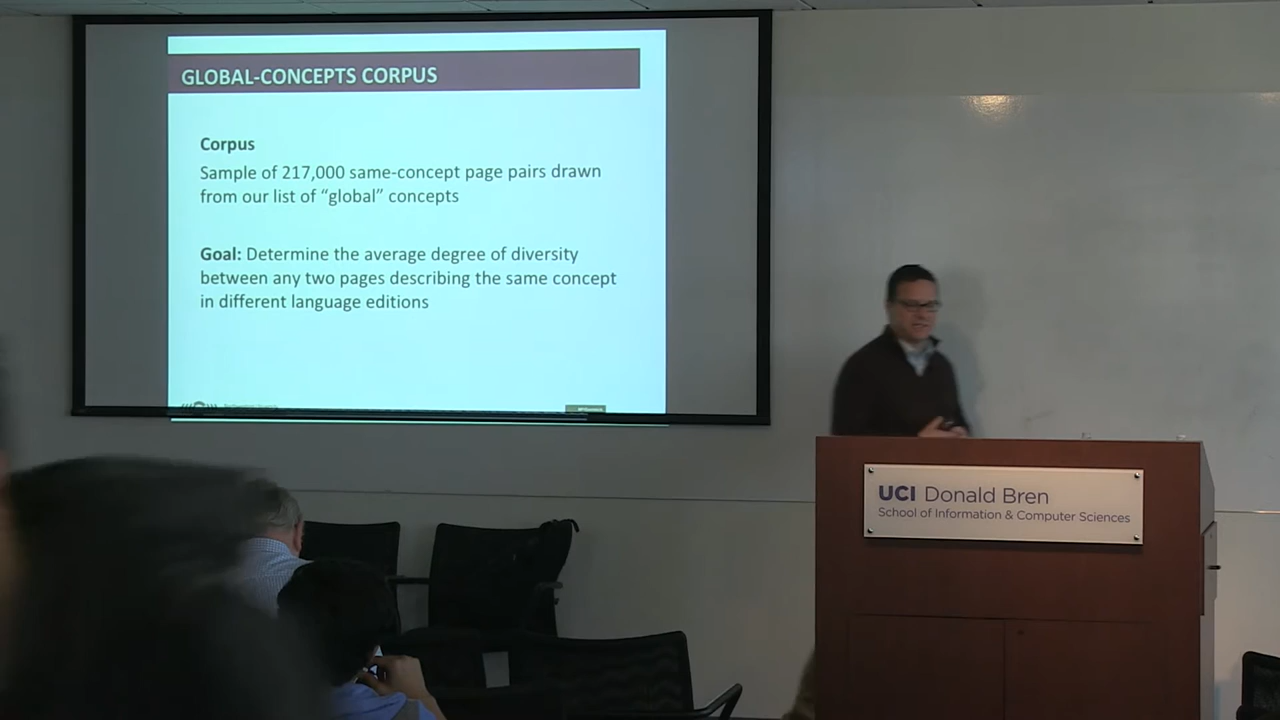 GLOBAL-CONCEPTS CORPUS
Corpus
Sample of 217,000 same-concept page pairs drawn
from our list of “global” concepts
Goal: Determine the average degree of diversity
between any two pages describing the same concept
in different language editions
UCI Donald Bren
School of Information & Computer Sciences